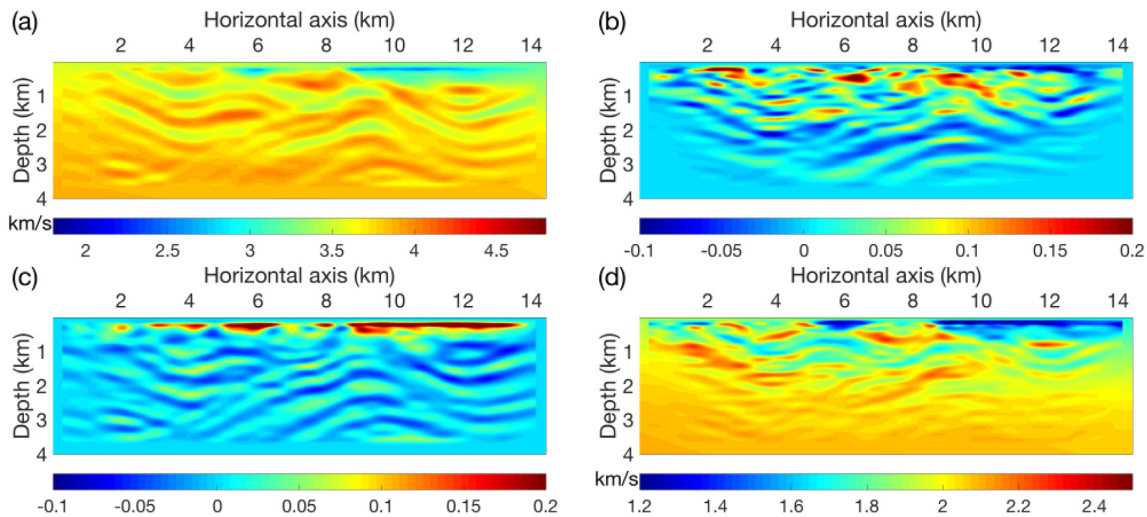 (a) Horizontal axis (km)
2 4 6 8 10 12 14
Depth (km)
1
2
3
4
km/s
2 2.5 3 3.5 4 4.5
(b) Horizontal axis (km)
2 4 6 8 10 12 14
Depth (km)
1
2
3
4
-0.1 -0.05 0 0.05 0.1 0.15 0.2
(c) Horizontal axis (km)
2 4 6 8 10 12 14
Depth (km)
1
2
3
4
-0.1 -0.05 0 0.05 0.1 0.15 0.2
(d) Horizontal axis (km)
2 4 6 8 10 12 14
Depth (km)
1
2
3
4
km/s
1.2 1.4 1.6 1.8 2 2.2 2.4